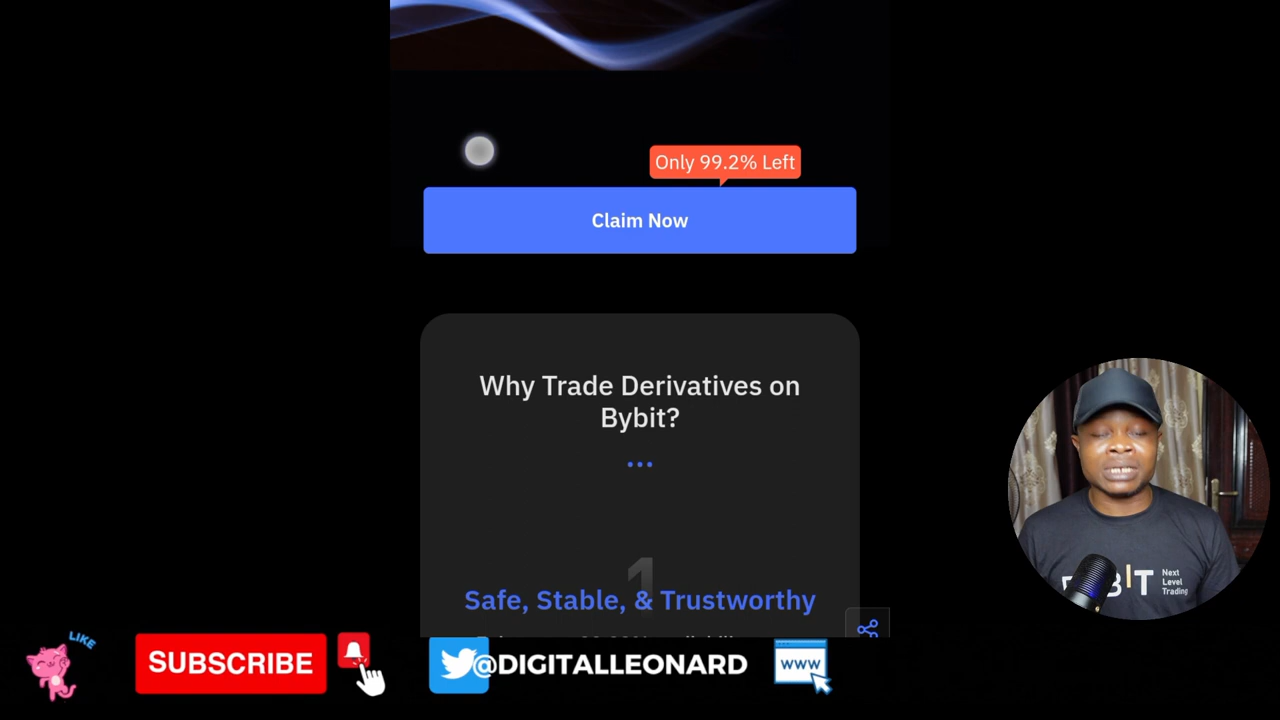 Only 99.2% Left
Claim Now
Why Trade Derivatives on
Bybit?
1
Safe, Stable, & Trustworthy
LIKE
SUBSCRIBE
@DIGITALLEONARD
www
Next
Level
Trading